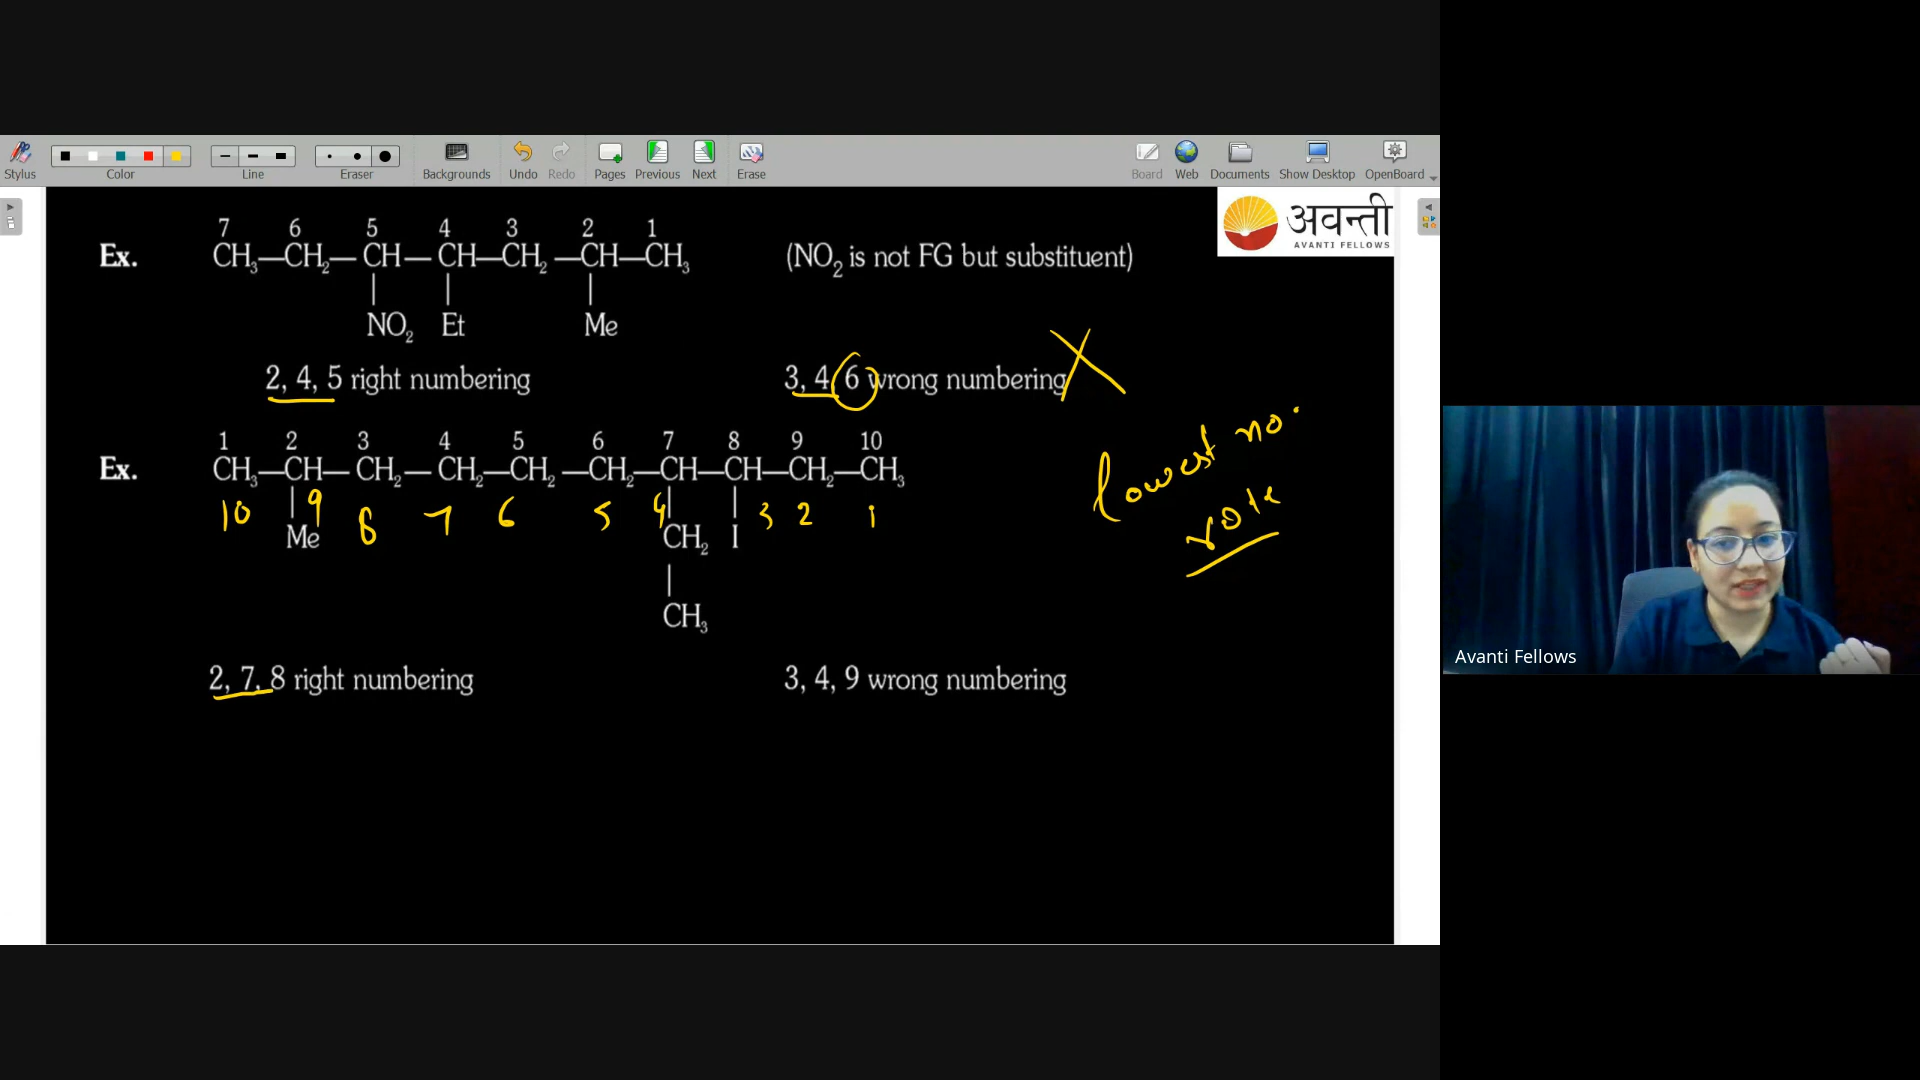 Stylus Color Line Eraser Backgrounds Undo Redo Pages Previous Next Erase Board Web Documents Show Desktop OpenBoard
अवन्ती
AVANTI FELLOWS
7 6 5 4 3 2 1
Ex. CH₃—CH₂—CH—CH—CH₂—CH—CH₃ (NO₂ is not FG but substituent)
| | |
NO₂ Et Me
2, 4, 5 right numbering 3, 4, 6 wrong numbering
lowest no.
rule
1 2 3 4 5 6 7 8 9 10
Ex. CH₃—CH—CH₂—CH₂—CH₂—CH₂—CH—CH—CH₂—CH₃
10 | 9 8 7 6 5 4 | | 3 2 1
Me CH₂ I
|
CH₃
2, 7, 8 right numbering 3, 4, 9 wrong numbering
Avanti Fellows